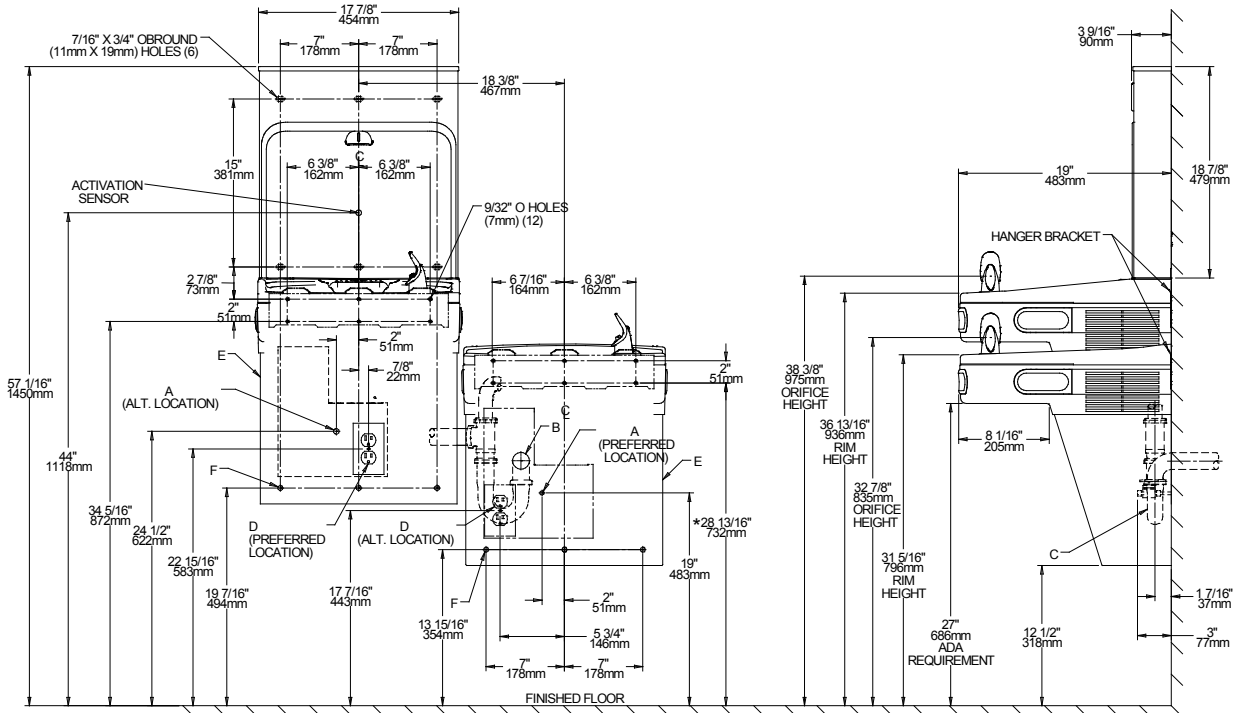 17 7/8"
454mm
7/16" X 3/4" OBROUND
(11mm X 19mm) HOLES (6)
7"
178mm
7"
178mm
3 9/16"
90mm
18 3/8"
467mm
C
6 3/8"
162mm
6 3/8"
162mm
15"
381mm
ACTIVATION
SENSOR
9/32" O HOLES
(7mm) (12)
19"
483mm
18 7/8"
479mm
HANGER BRACKET
2 7/8"
73mm
2"
51mm
6 7/16"
164mm
6 3/8"
162mm
2"
51mm
7/8"
22mm
2"
51mm
E
A
(ALT. LOCATION)
57 1/16"
1450mm
38 3/8"
975mm
ORIFICE
HEIGHT
36 13/16"
936mm
RIM
HEIGHT
8 1/16"
205mm
C
B
A
(PREFERRED
LOCATION)
E
44"
1118mm
F
34 5/16"
872mm
24 1/2"
622mm
22 15/16"
583mm
19 7/16"
494mm
D
(PREFERRED
LOCATION)
D
(ALT. LOCATION)
*28 13/16"
732mm
32 7/8"
835mm
ORIFICE
HEIGHT
31 5/16"
796mm
RIM
HEIGHT
C
19"
483mm
17 7/16"
443mm
F
13 15/16"
354mm
2"
51mm
5 3/4"
146mm
7"
178mm
7"
178mm
27"
686mm
ADA
REQUIREMENT
12 1/2"
318mm
1 7/16"
37mm
3"
77mm
FINISHED FLOOR